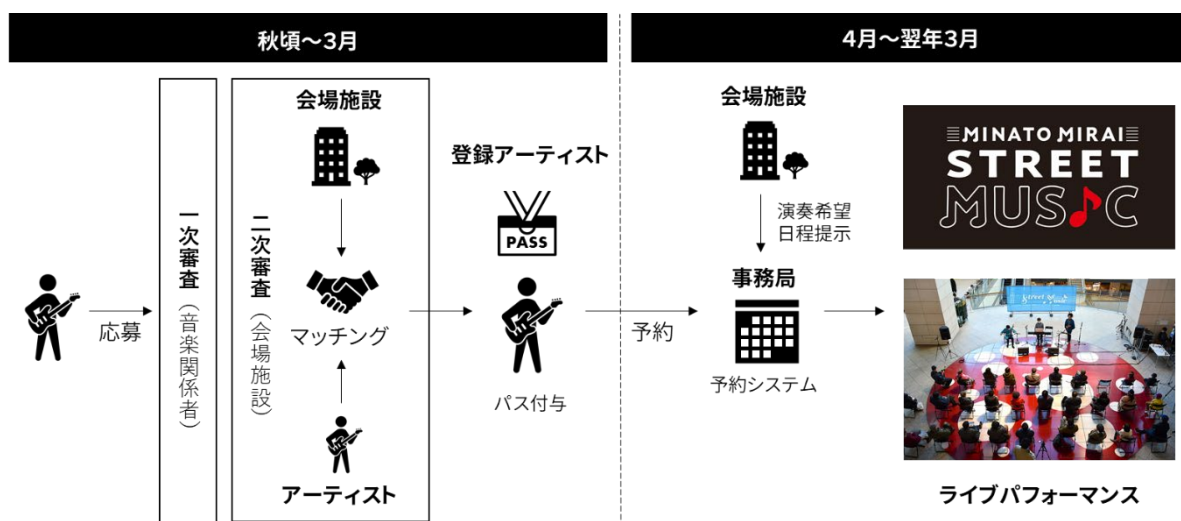 秋頃～3月
4月～翌年3月
応募
一次審査（音楽関係者）
二次審査（会場施設）
会場施設
マッチング
アーティスト
登録アーティスト
PASS
パス付与
予約
会場施設
演奏希望
日程提示
事務局
予約システム
MINATO MIRAI
STREET
MUSIC
Street Music
ライブパフォーマンス